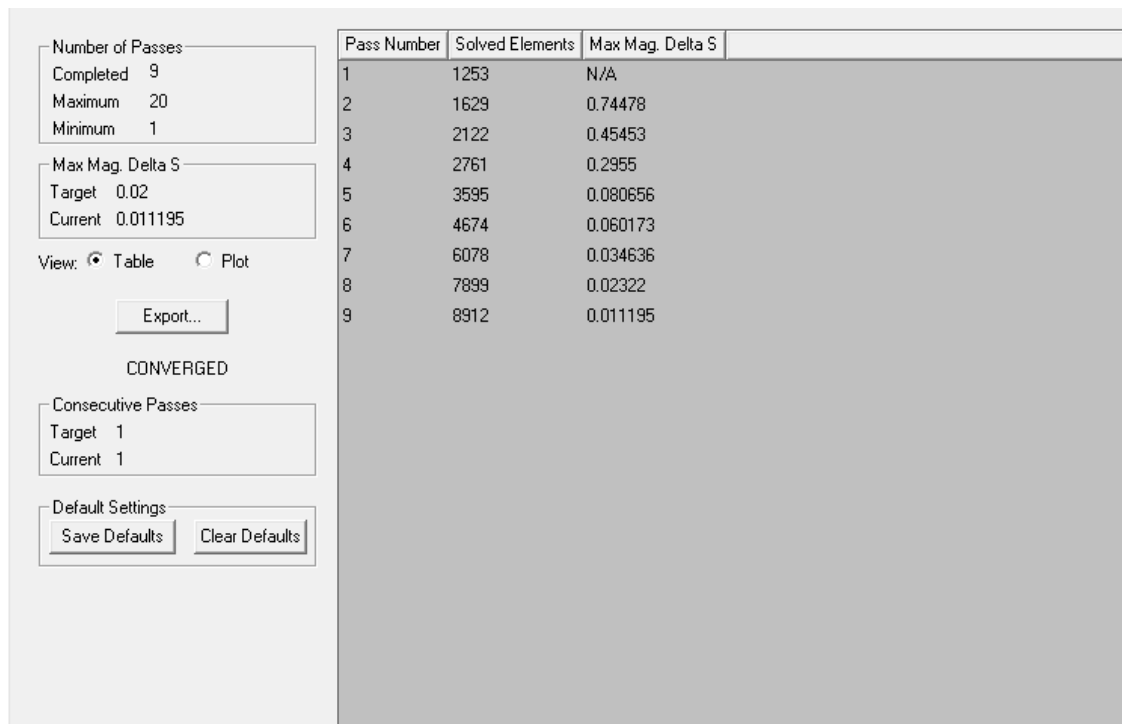 Number of Passes
Completed 9
Maximum 20
Minimum 1
Max Mag. Delta S
Target 0.02
Current 0.011195
View: Table Plot
Export...
CONVERGED
Consecutive Passes
Target 1
Current 1
Default Settings
Save Defaults Clear Defaults
Pass Number Solved Elements Max Mag. Delta S
1 1253 N/A
2 1629 0.74478
3 2122 0.45453
4 2761 0.2955
5 3595 0.080656
6 4674 0.060173
7 6078 0.034636
8 7899 0.02322
9 8912 0.011195